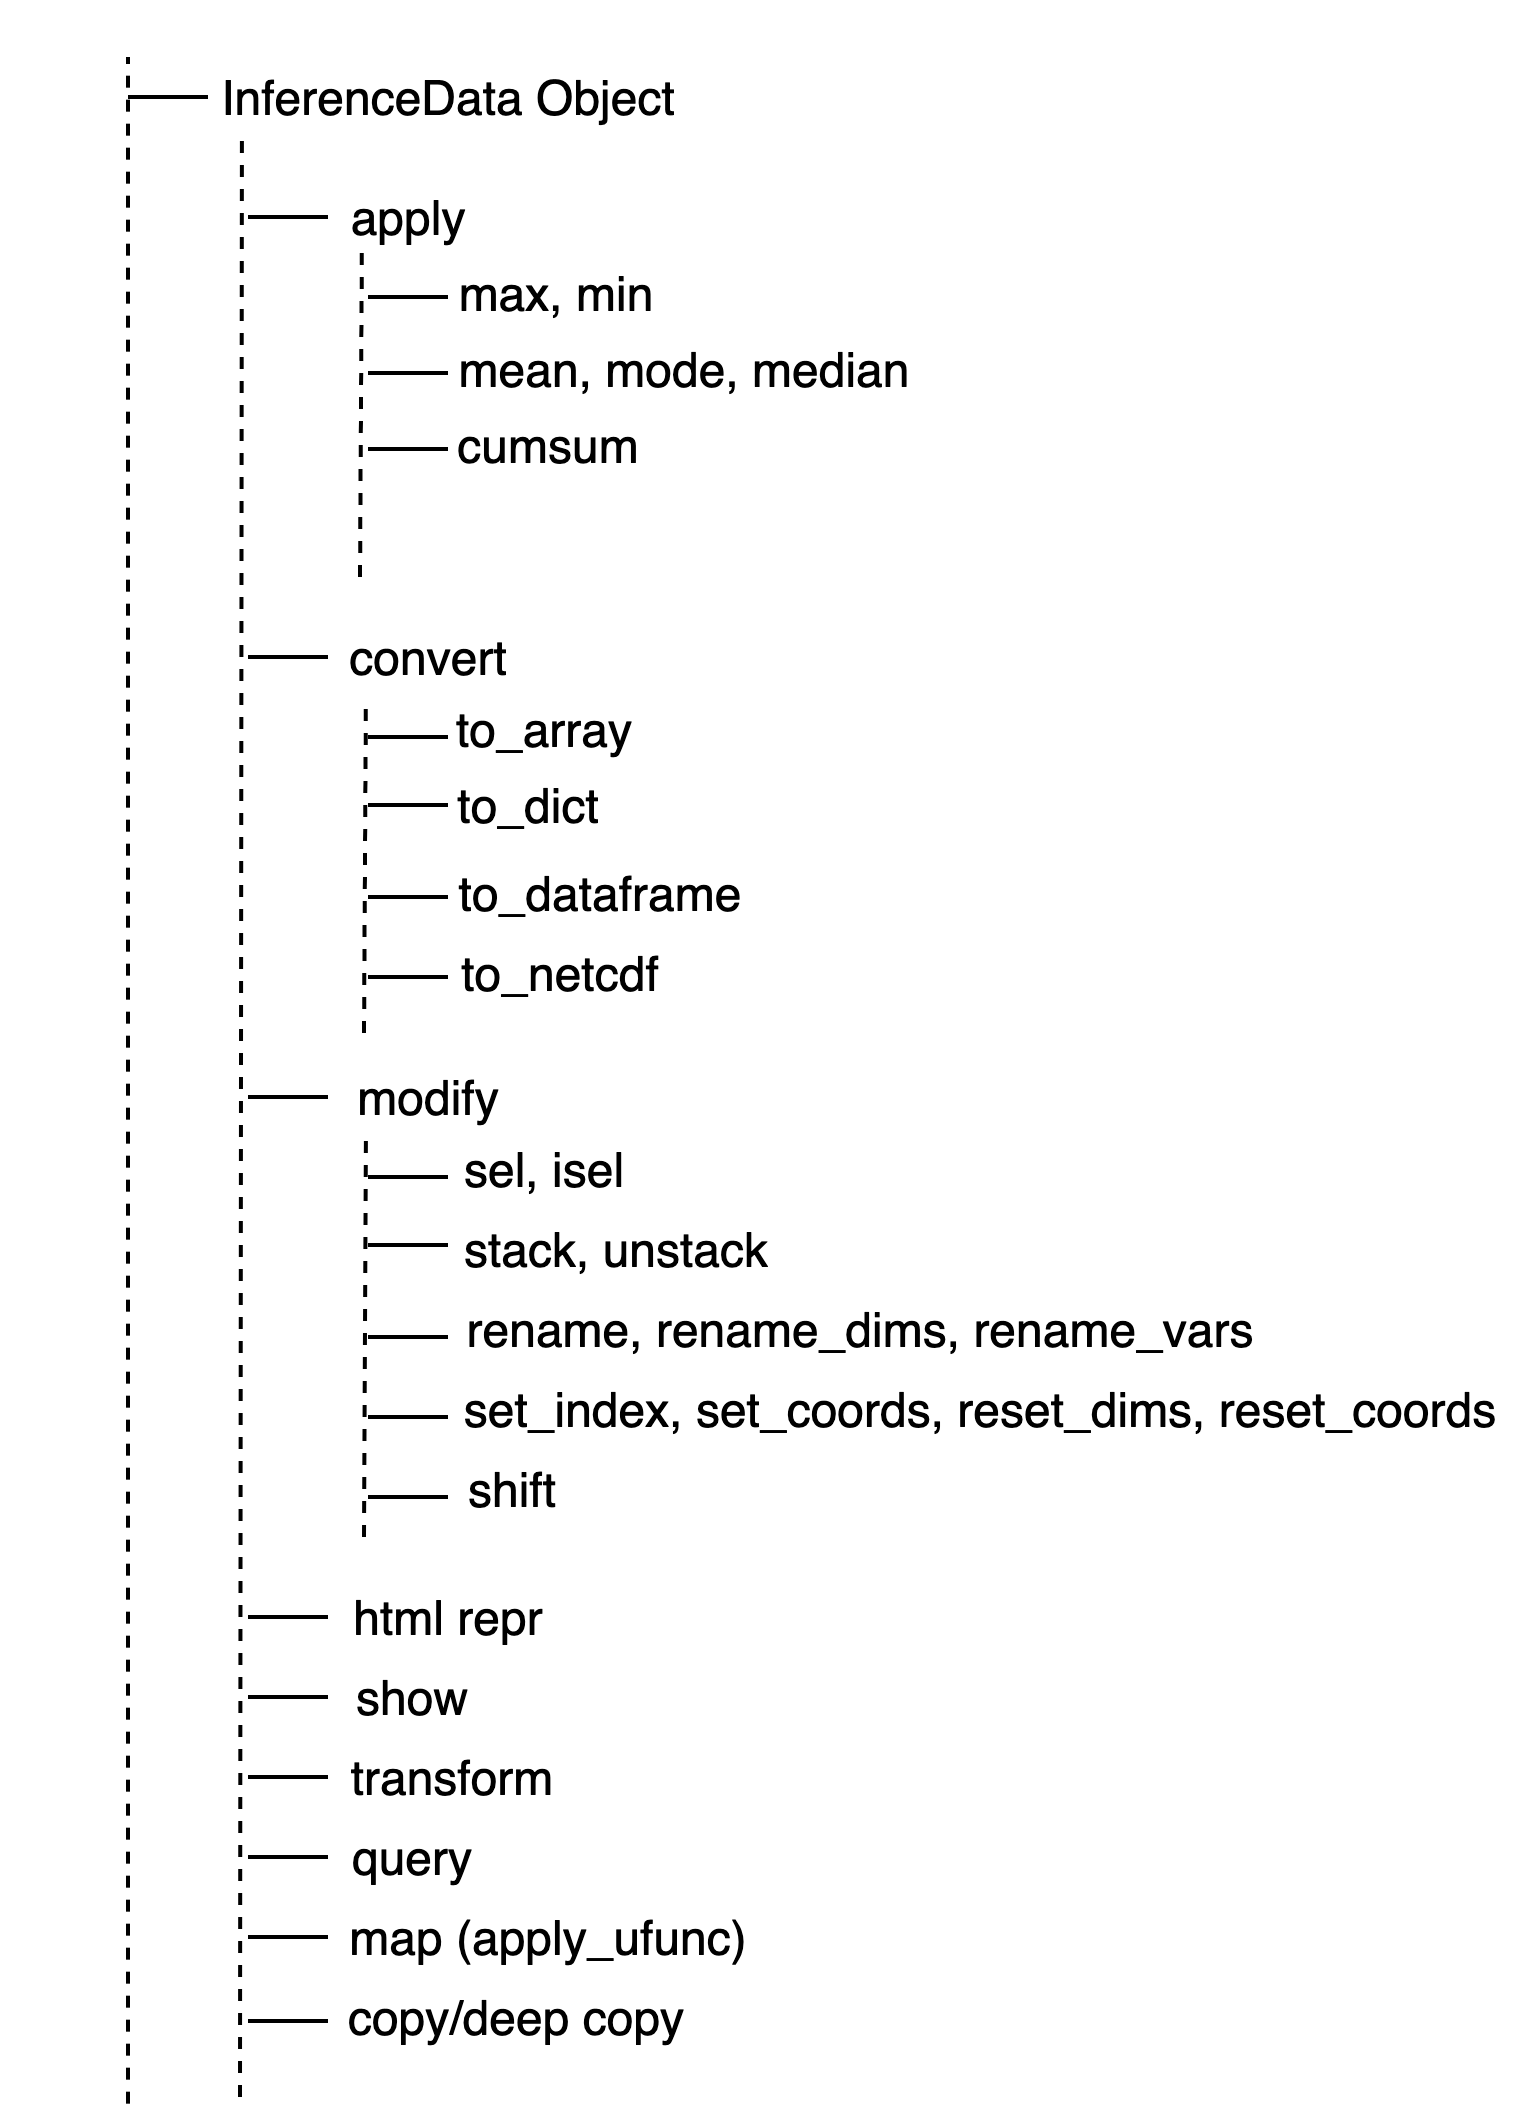 InferenceData Object
apply
max, min
mean, mode, median
cumsum
convert
to_array
to_dict
to_dataframe
to_netcdf
modify
sel, isel
stack, unstack
rename, rename_dims, rename_vars
set_index, set_coords, reset_dims, reset_coords
shift
html repr
show
transform
query
map (apply_ufunc)
copy/deep copy